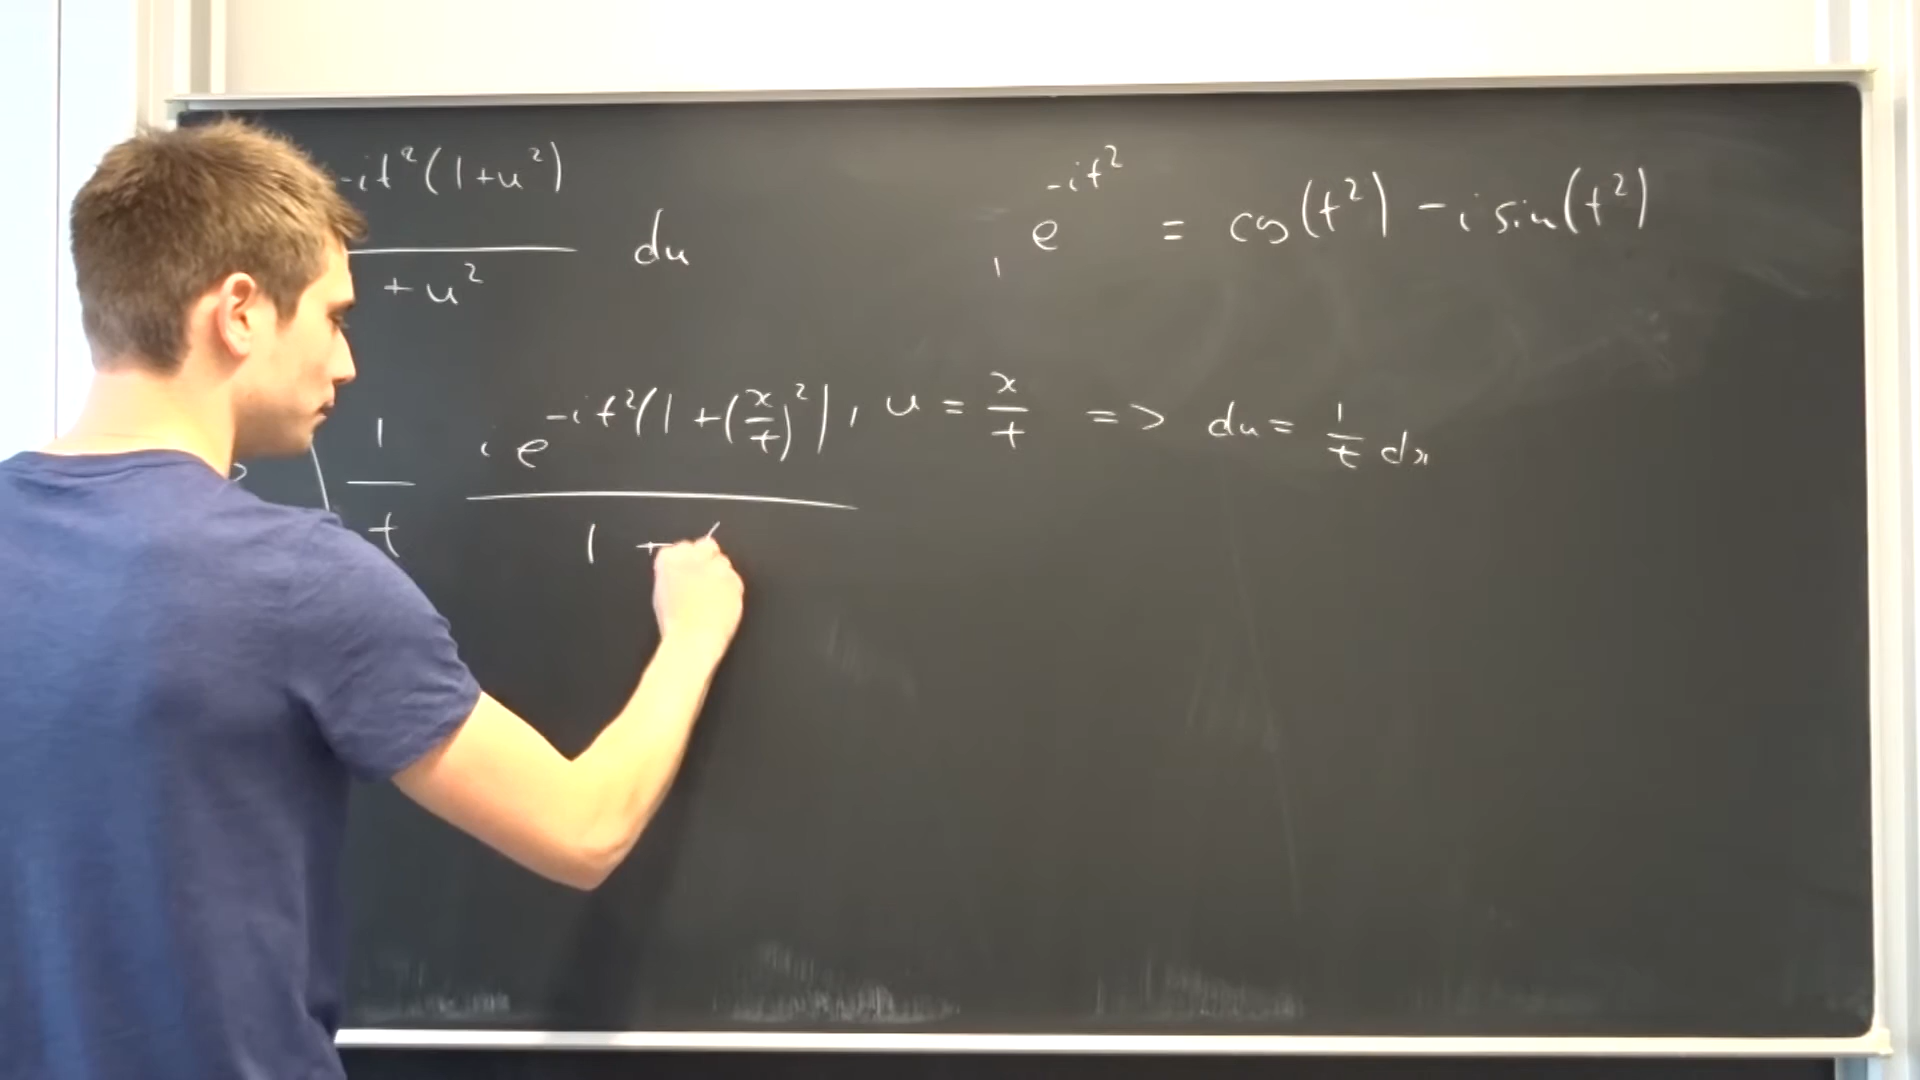 -it²(1+u²)
+u² du
e^{-it²} = cos(t²) - i sin(t²)
1/t i e^{-it²(1+(x/t)²)}, u = x/t => du = 1/t dx
1 + (